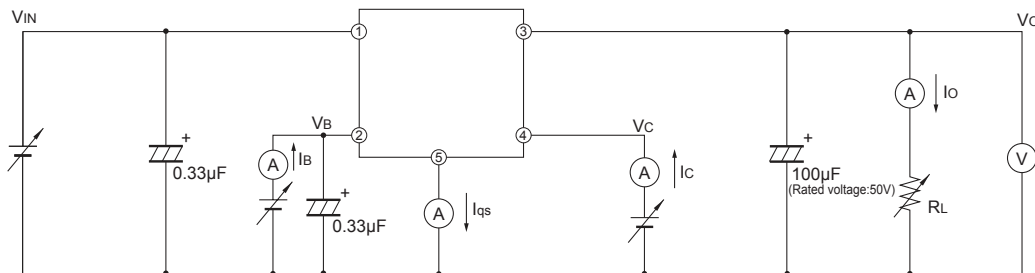 VIN
1
3
VO
+
0.33µF
VB
2
A
IB
+
0.33µF
5
A
Iqs
4
VC
A
IC
+
100µF
(Rated voltage:50V)
A
IO
RL
V